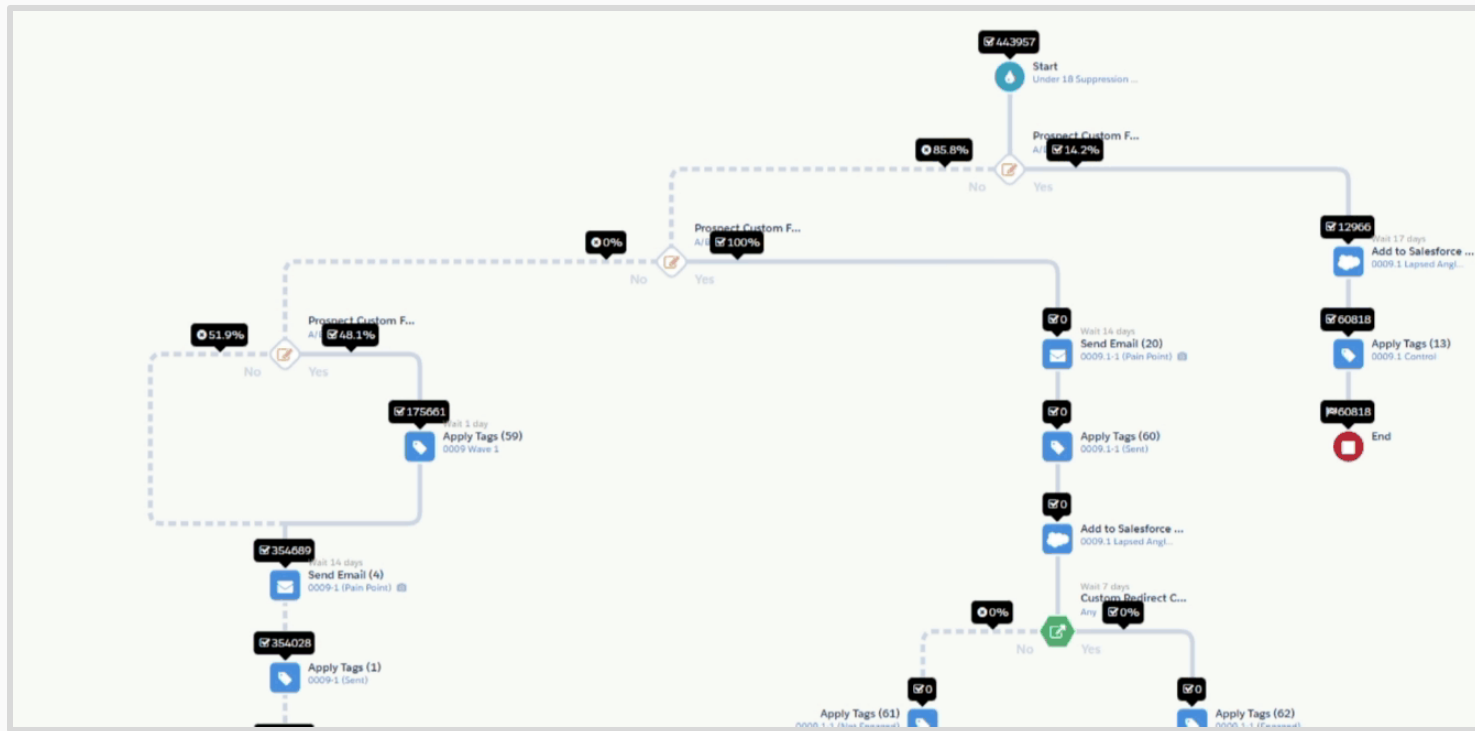 443957
Start
Under 18 Suppression ...
Prospect Custom F...
85.8%
14.2%
No
Yes
Prospect Custom F...
0%
100%
No
Yes
12966
Wait 17 days
Add to Salesforce ...
0009.1 Lapsed Angl...
Prospect Custom F...
51.9%
48.1%
No
Yes
0
Wait 14 days
Send Email (20)
0009.1-1 (Pain Point)
60818
Apply Tags (13)
0009.1 Control
175661
Wait 1 day
Apply Tags (59)
0009 Wave 1
0
Apply Tags (60)
0009.1-1 (Sent)
60818
End
0
Add to Salesforce ...
0009.1 Lapsed Angl...
354689
Wait 14 days
Send Email (4)
0009-1 (Pain Point)
Wait 7 days
Custom Redirect C...
Any
0%
0%
No
Yes
354028
Apply Tags (1)
0009-1 (Sent)
0
Apply Tags (61)
0
Apply Tags (62)